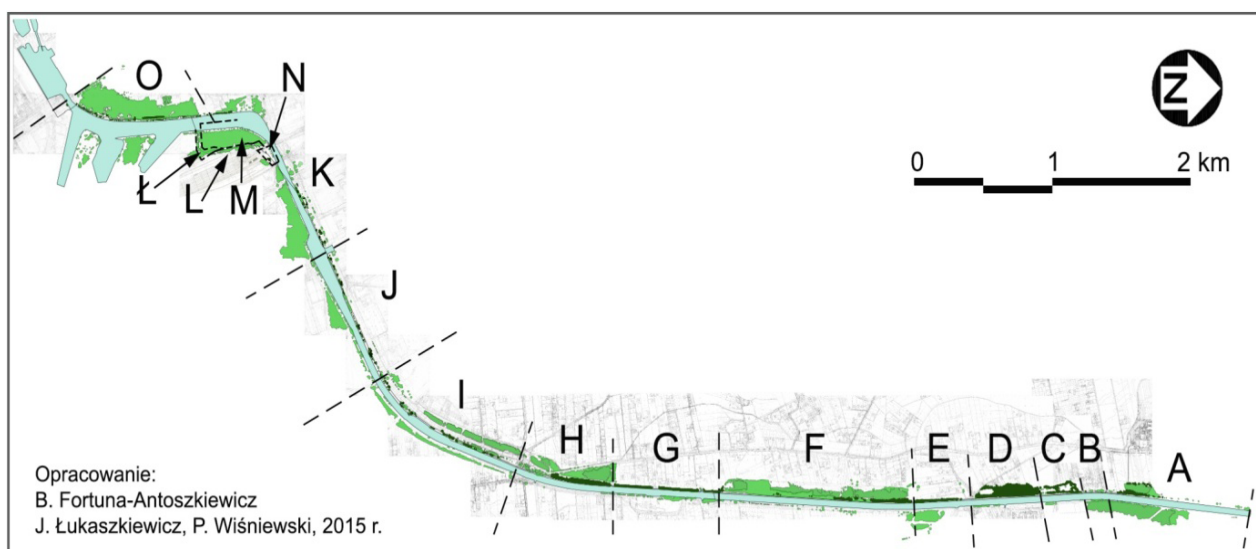 O
N
Z
0 1 2 km
K
Ł
L
M
J
I
H
G
F
E
D
C
B
A
Opracowanie:
B. Fortuna-Antoszkiewicz
J. Łukaszkiewicz, P. Wiśniewski, 2015 r.